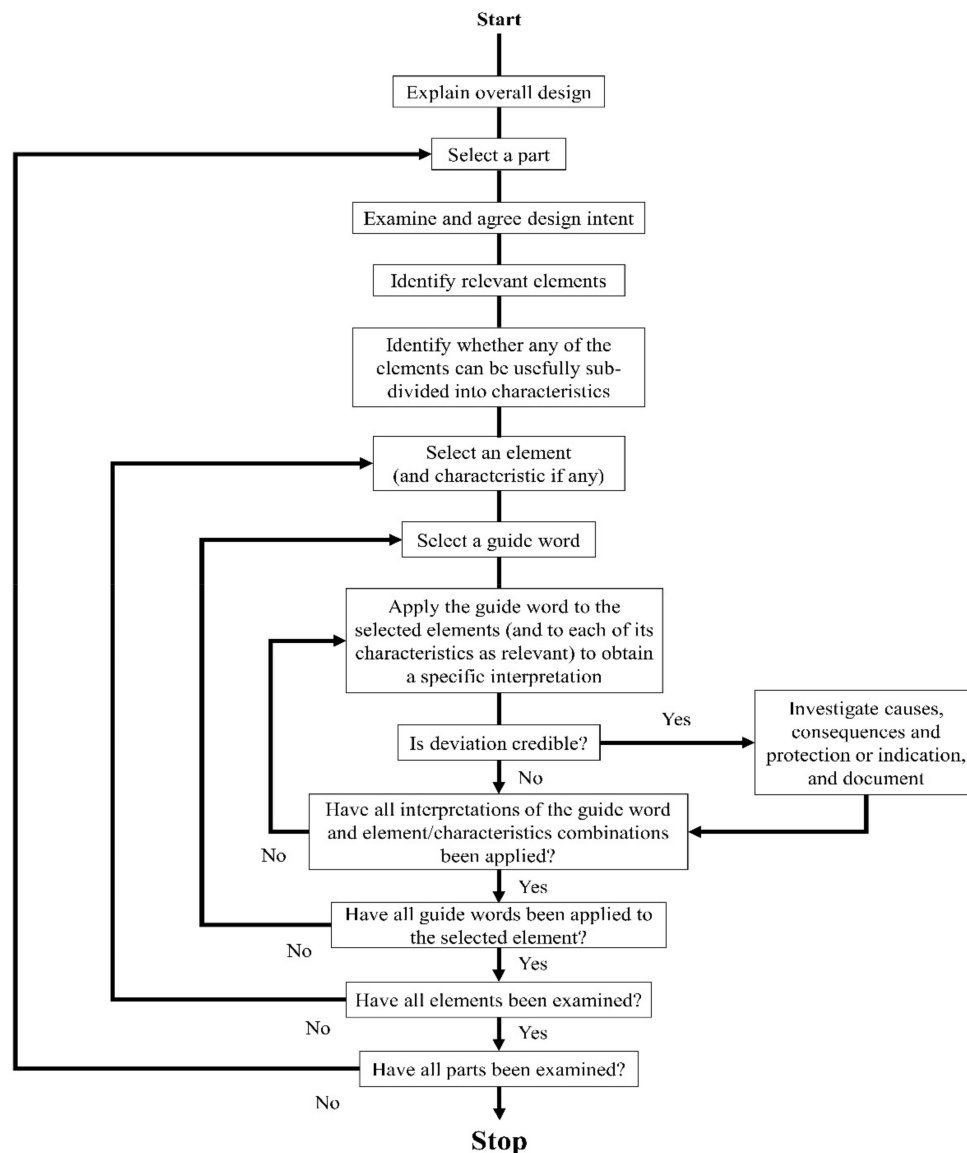 Start
Explain overall design
Select a part
Examine and agree design intent
Identify relevant elements
Identify whether any of the
elements can be usefully sub-
divided into characteristics
Select an element
(and characteristic if any)
Select a guide word
Apply the guide word to the
selected elements (and to each of its
characteristics as relevant) to obtain
a specific interpretation
Is deviation credible?
Yes
Investigate causes,
consequences and
protection or indication,
and document
No
Have all interpretations of the guide word
and element/characteristics combinations
been applied?
No
Yes
Have all guide words been applied to
the selected element?
No
Yes
Have all elements been examined?
No
Yes
Have all parts been examined?
No
Stop